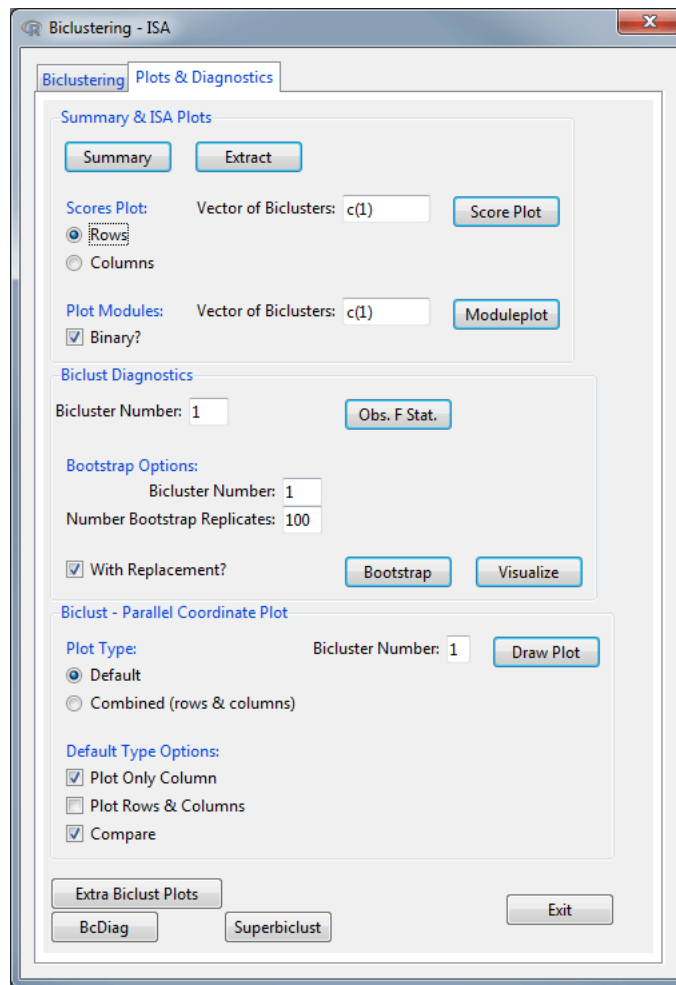 Biclustering - ISA
Biclustering Plots & Diagnostics
Summary & ISA Plots
Summary Extract
Scores Plot: Vector of Biclusters: c(1) Score Plot
Rows
Columns
Plot Modules: Vector of Biclusters: c(1) Moduleplot
Binary?
Biclust Diagnostics
Bicluster Number: 1 Obs. F Stat.
Bootstrap Options:
Bicluster Number: 1
Number Bootstrap Replicates: 100
With Replacement? Bootstrap Visualize
Biclust - Parallel Coordinate Plot
Plot Type: Bicluster Number: 1 Draw Plot
Default
Combined (rows & columns)
Default Type Options:
Plot Only Column
Plot Rows & Columns
Compare
Extra Biclust Plots
Exit
BcDiag Superbiclust